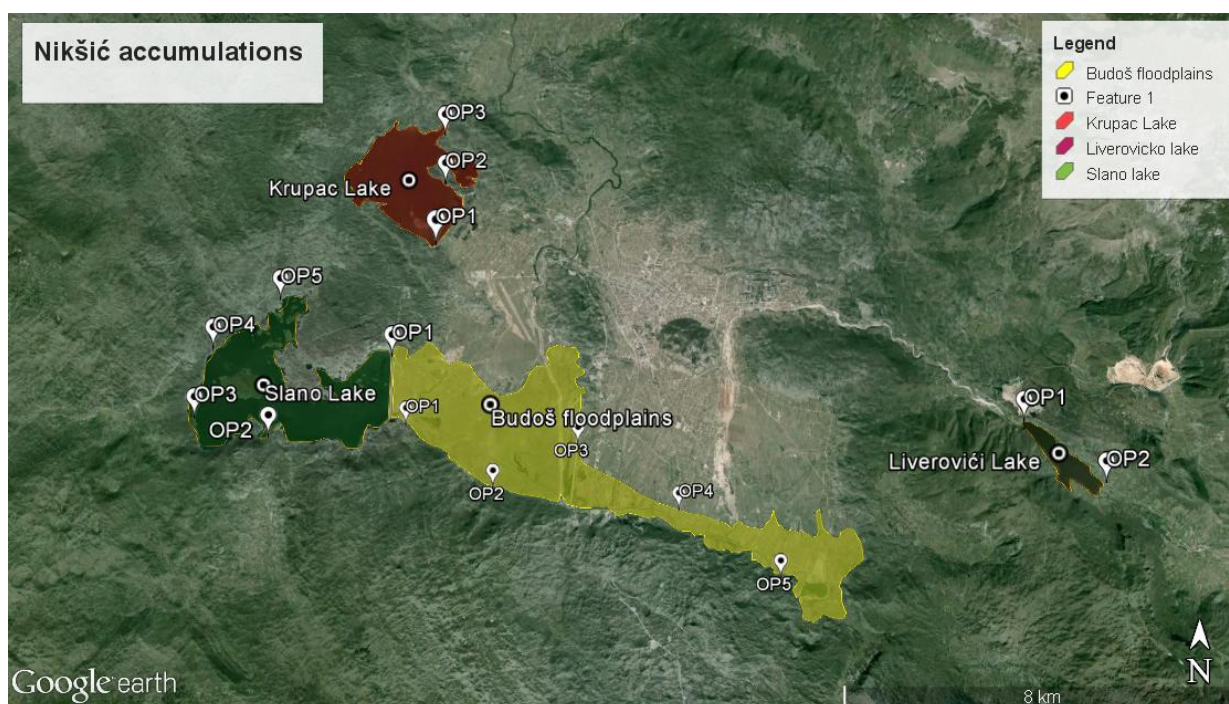 Nikšić accumulations
Legend
Budoš floodplains
Feature 1
Krupac Lake
Liverovicko lake
Slano lake
OP3
OP2
Krupac Lake
OP1
OP5
OP4
OP1
OP3
Slano Lake
OP2
OP1
Budoš floodplains
OP3
OP2
OP4
OP5
OP1
Liverovići Lake
OP2
N
Google earth
8 km